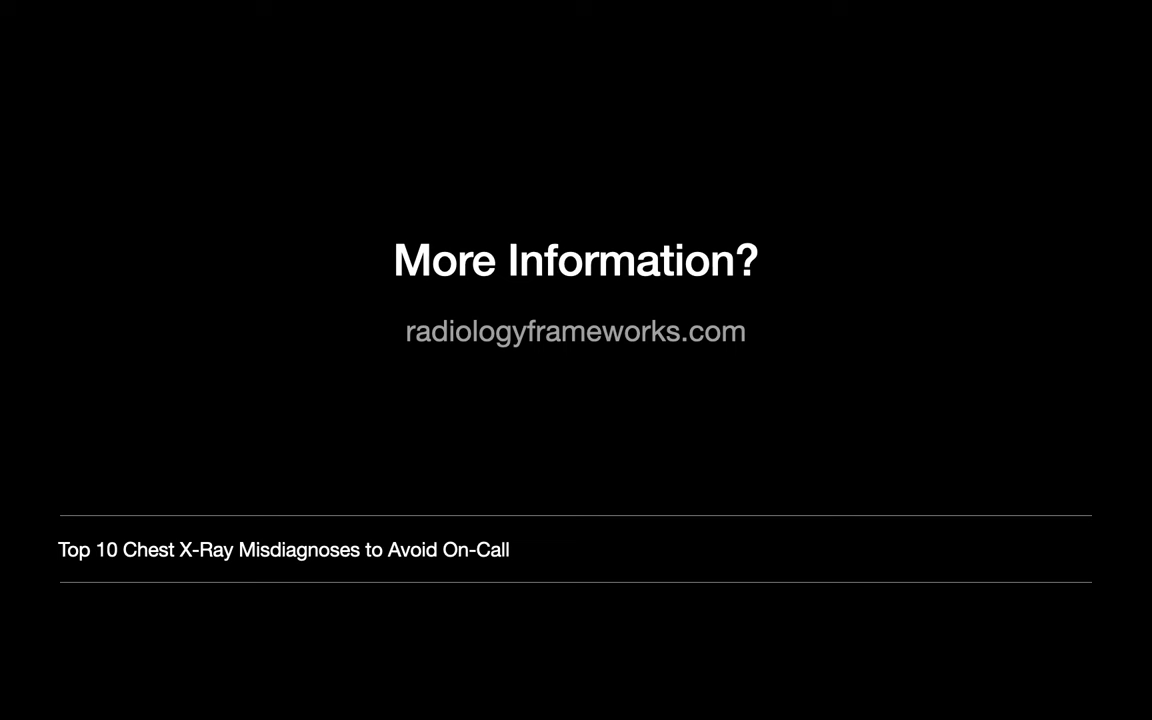 More Information?
radiologyframeworks.com
Top 10 Chest X-Ray Misdiagnoses to Avoid On-Call